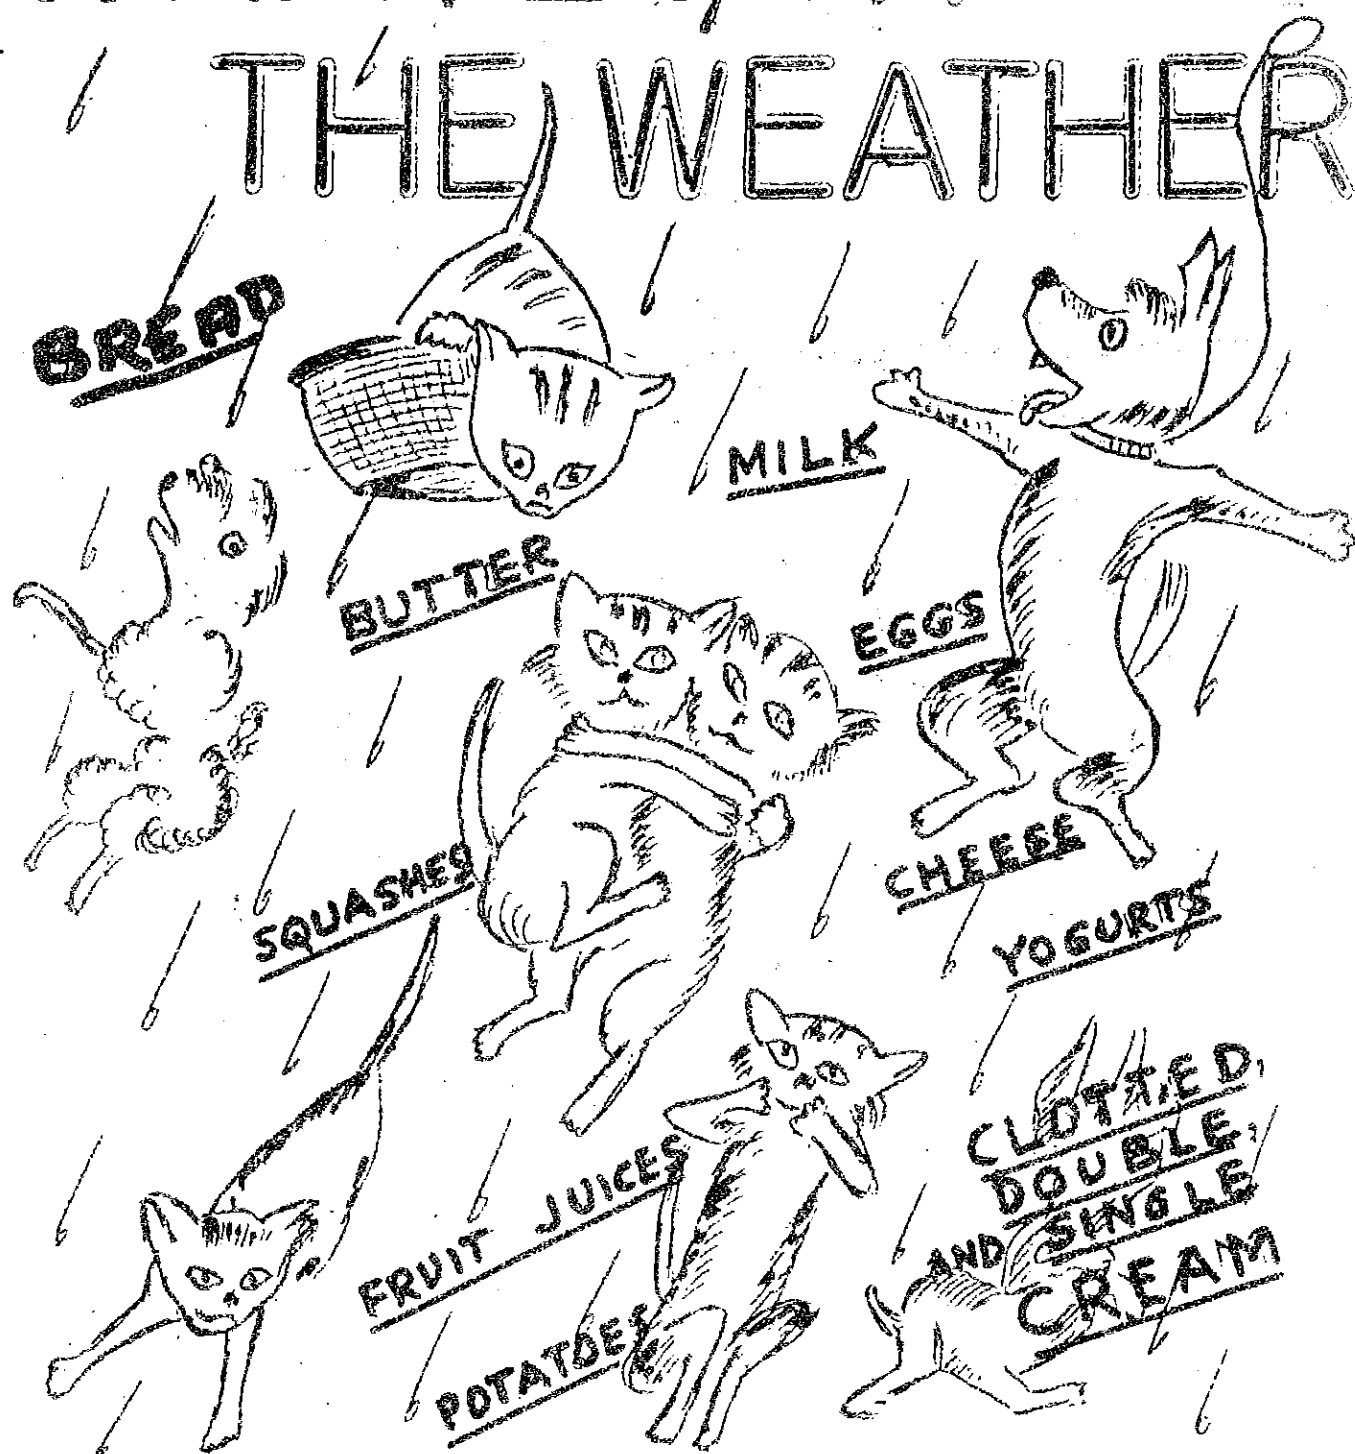 THE WEATHER
BREAD
MILK
BUTTER
EGGS
SQUASHES
CHEESE
YOGURTS
FRUIT JUICES
POTATOES
CLOTTED,
DOUBLE,
AND SINGLE
CREAM